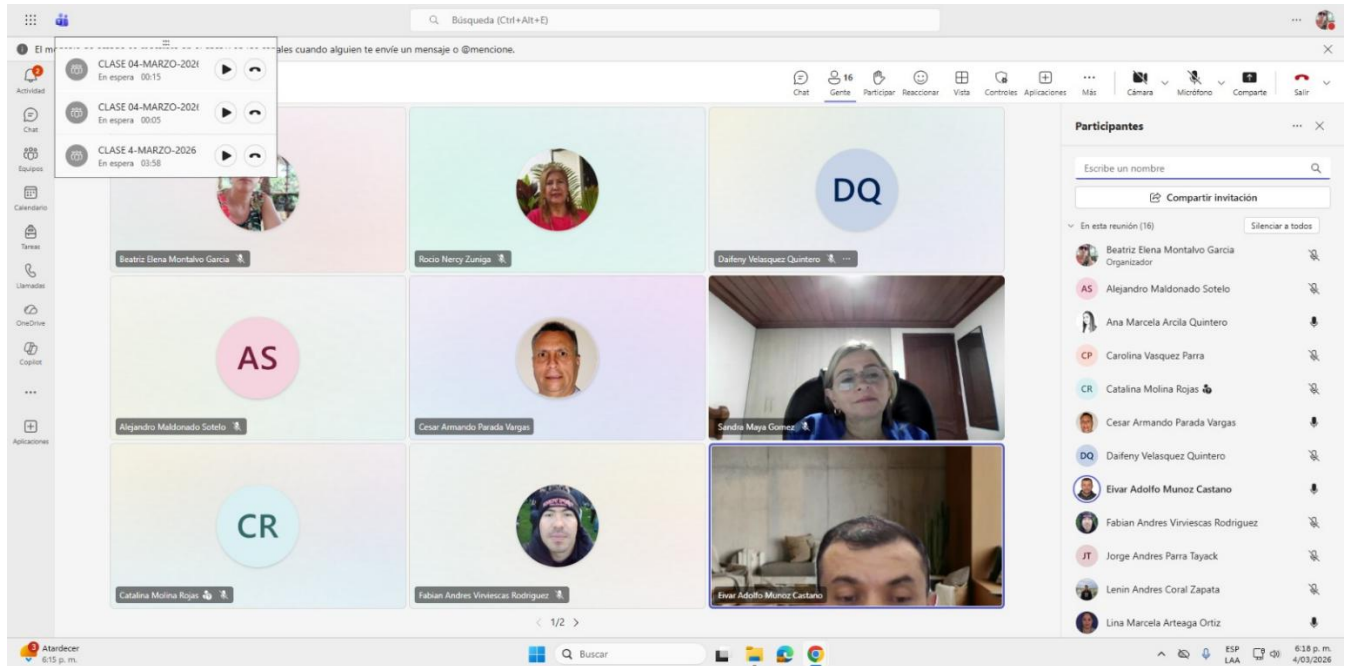 Búsqueda (Ctrl+Alt+E)
El m
ales cuando alguien te envíe un mensaje o @mencione.
CLASE 04-MARZO-202
En espera 00:15
CLASE 04-MARZO-202
En espera 00:05
CLASE 4-MARZO-2026
En espera 03:58
2
Actividad
Chat
Equipos
Calendario
Tareas
Llamadas
OneDrive
Copilot
Aplicaciones
Chat
16
Gente
Participar
Reaccionar
Vista
Controles
Aplicaciones
Más
Cámara
Micrófono
Comparte
Salir
Beatriz Elena Montalvo Garcia
Rocio Nercy Zuniga
DQ
Daifeny Velasquez Quintero
AS
Alejandro Maldonado Sotelo
Cesar Armando Parada Vargas
Sandra Maya Gomez
CR
Catalina Molina Rojas
Fabian Andres Virviescas Rodriguez
Eivar Adolfo Munoz Castano
1/2
Participantes
Escribe un nombre
Compartir invitación
En esta reunión (16)
Silenciar a todos
Beatriz Elena Montalvo Garcia
Organizador
AS Alejandro Maldonado Sotelo
Ana Marcela Arcila Quintero
CP Carolina Vasquez Parra
CR Catalina Molina Rojas
Cesar Armando Parada Vargas
DQ Daifeny Velasquez Quintero
Eivar Adolfo Munoz Castano
Fabian Andres Virviescas Rodriguez
JT Jorge Andres Parra Tayack
Lenin Andres Coral Zapata
Lina Marcela Arteaga Ortiz
3
Atardecer
6:15 p. m.
Buscar
ESP
LAA
6:18 p. m.
4/03/2026